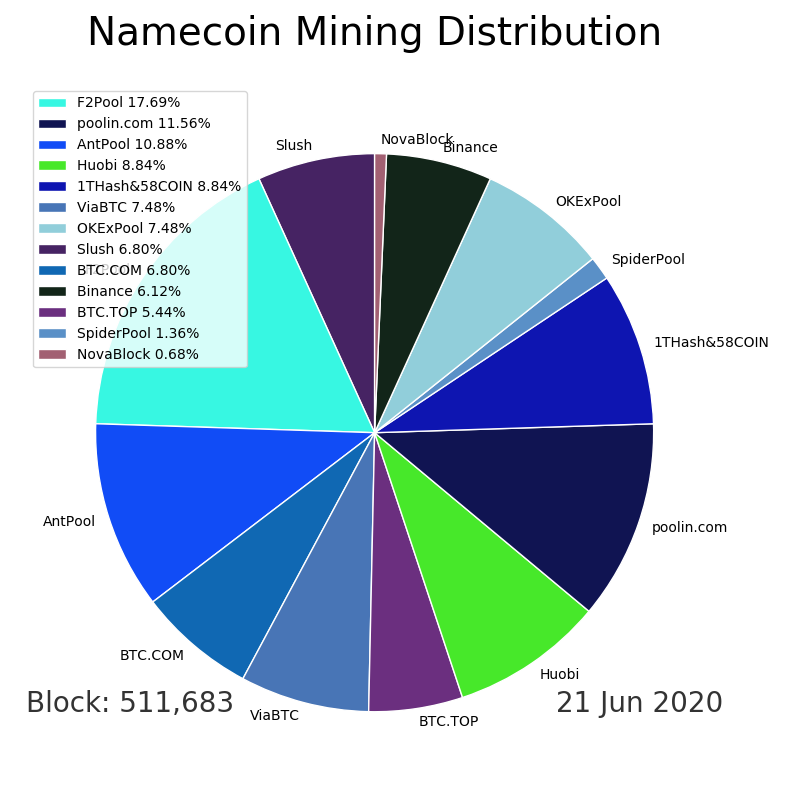 Namecoin Mining Distribution
F2Pool 17.69%
poolin.com 11.56%
AntPool 10.88%
Huobi 8.84%
1THash&58COIN 8.84%
ViaBTC 7.48%
OKExPool 7.48%
Slush 6.80%
BTC.COM 6.80%
Binance 6.12%
BTC.TOP 5.44%
SpiderPool 1.36%
NovaBlock 0.68%
Slush
NovaBlock
Binance
OKExPool
SpiderPool
1THash&58COIN
poolin.com
Huobi
BTC.TOP
ViaBTC
BTC.COM
AntPool
Block: 511,683
21 Jun 2020